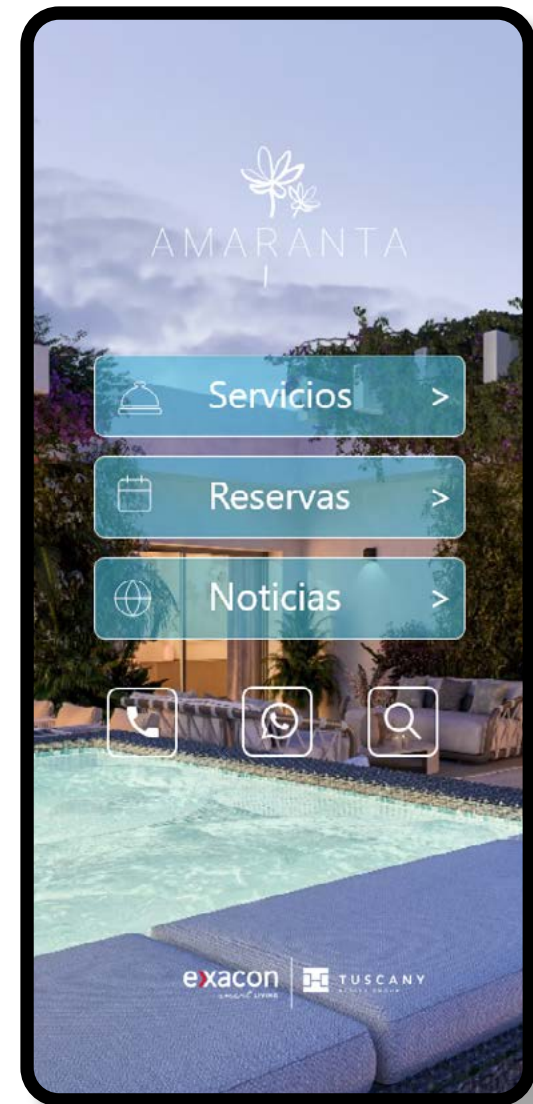 AMARANTA
Servicios >
Reservas >
Noticias >
exacon
TUSCANY